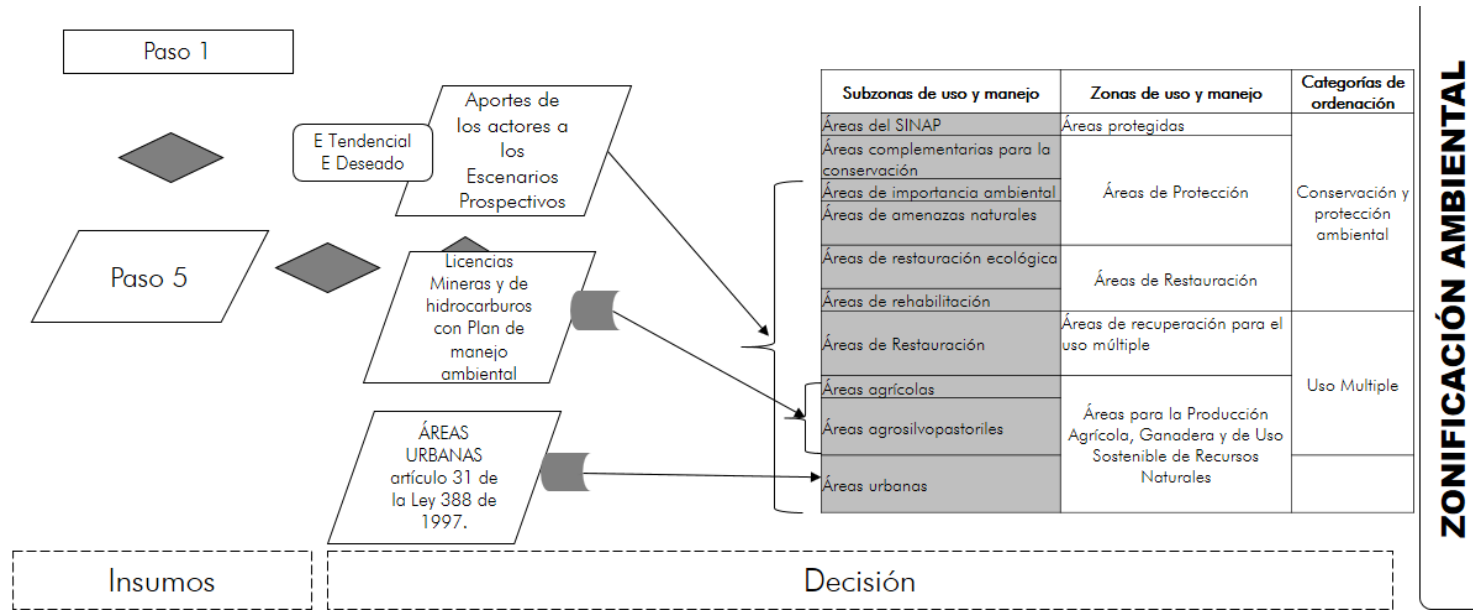 Paso 1
Aportes de
los actores a
los
Escenarios
Prospectivos
E Tendencial
E Deseado
Paso 5
Licencias
Mineras y de
hidrocarburos
con Plan de
manejo
ambiental
ÁREAS
URBANAS
artículo 31 de
la Ley 388 de
1997.
Subzonas de uso y manejo
Zonas de uso y manejo
Categorías de
ordenación
Áreas del SINAP
Áreas protegidas
Áreas complementarias para la
conservación
Áreas de importancia ambiental
Áreas de amenazas naturales
Áreas de Protección
Conservación y
protección
ambiental
Áreas de restauración ecológica
Áreas de rehabilitación
Áreas de Restauración
Áreas de Restauración
Áreas de recuperación para el
uso múltiple
Uso Multiple
Áreas agrícolas
Áreas agrosilvopastoriles
Áreas para la Producción
Agrícola, Ganadera y de Uso
Sostenible de Recursos
Naturales
Áreas urbanas
ZONIFICACIÓN AMBIENTAL
Insumos
Decisión